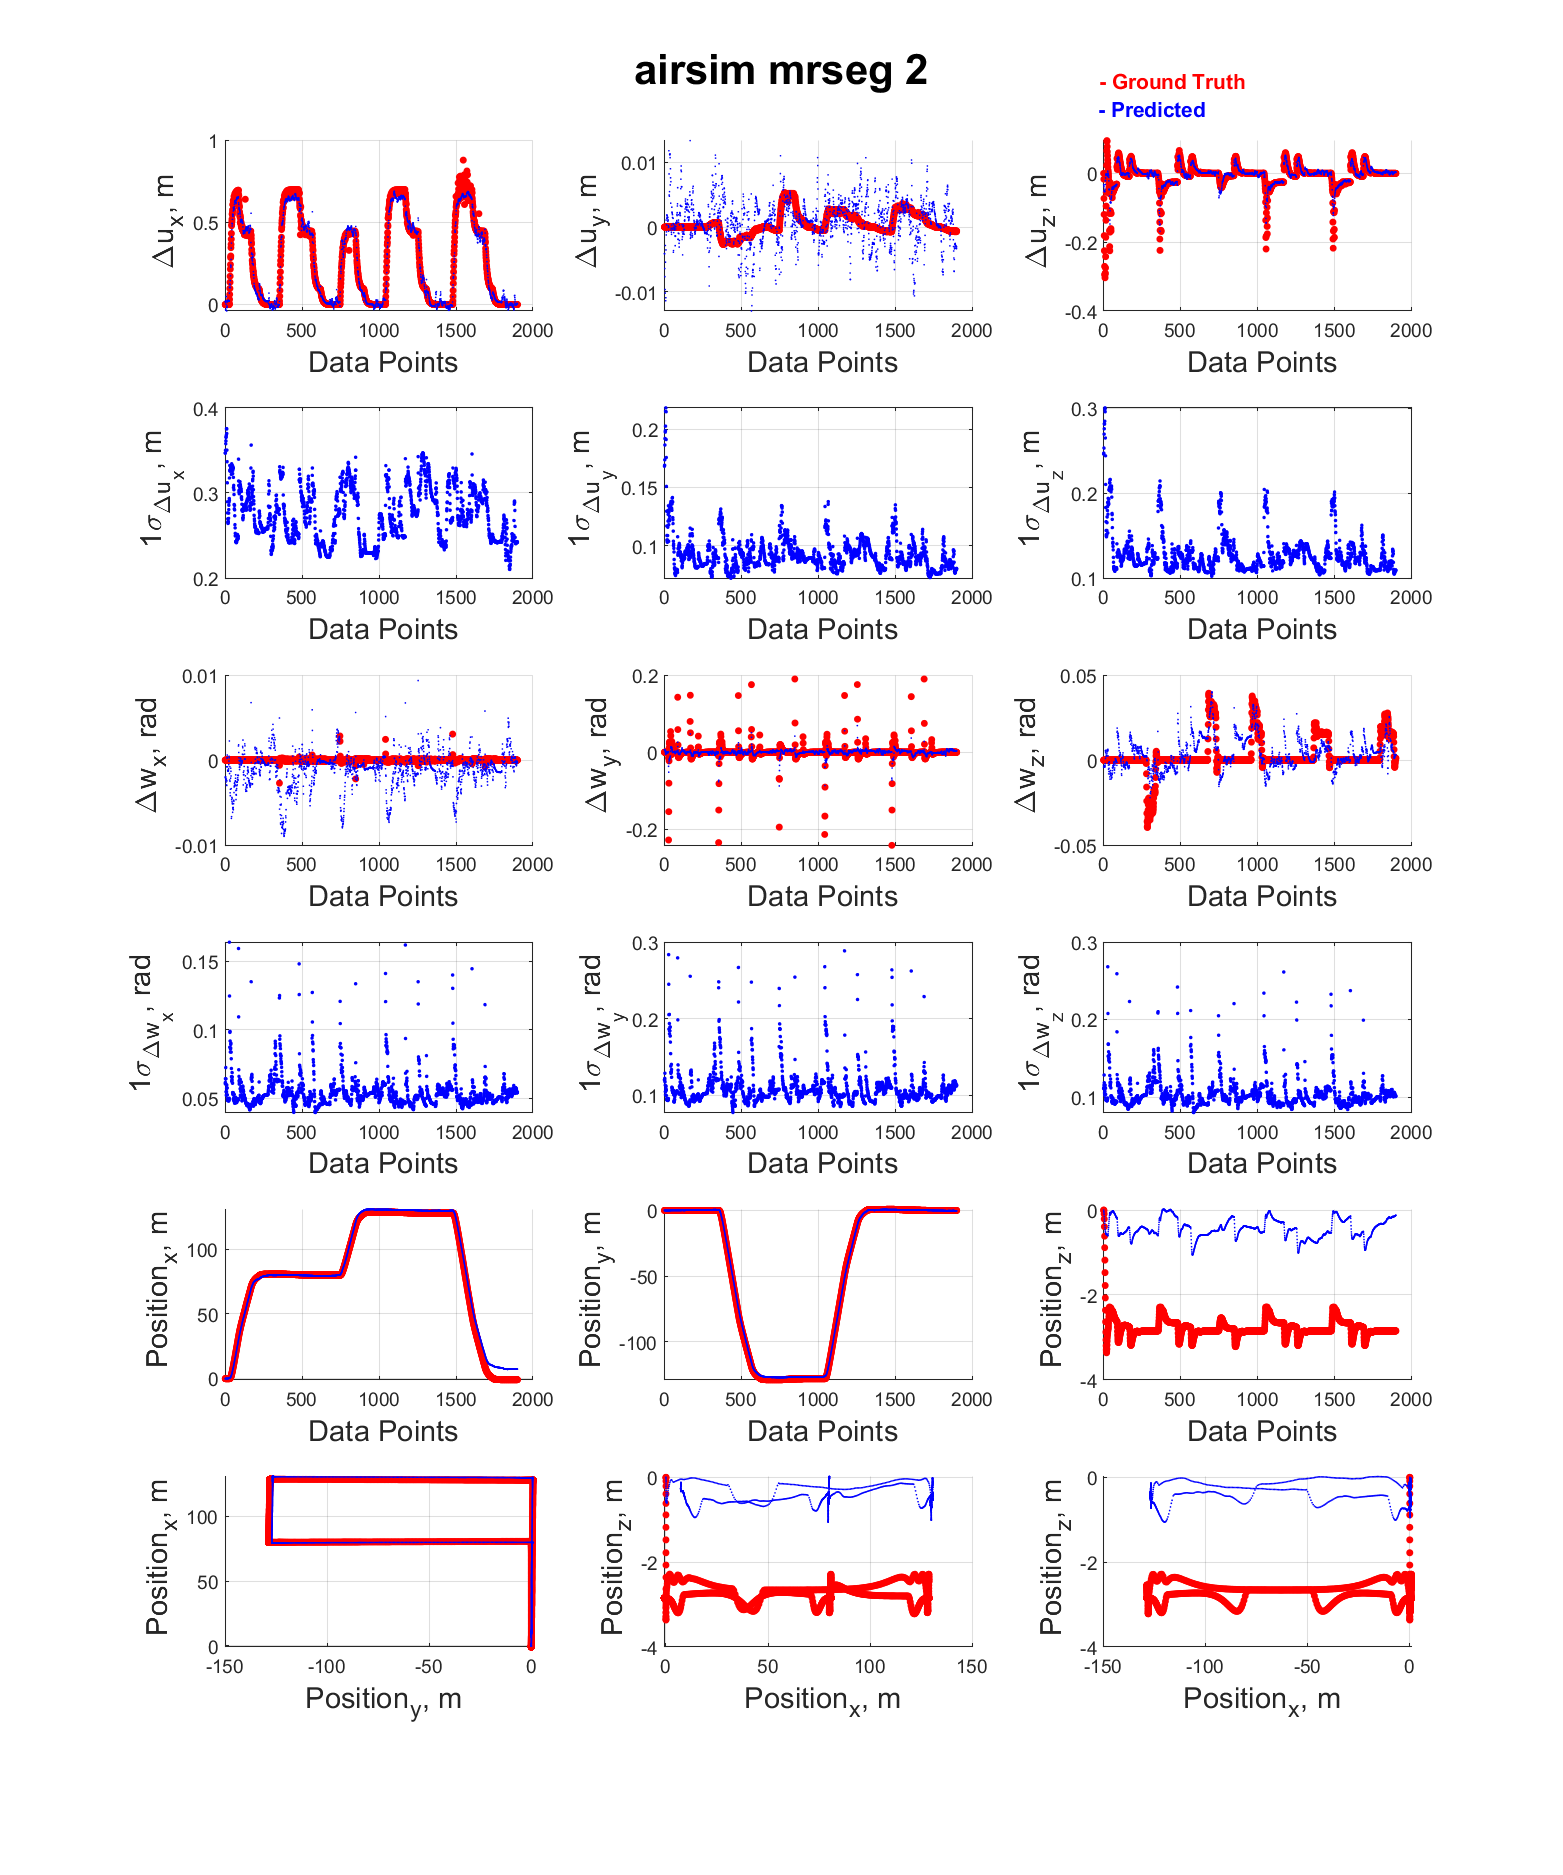 airsim mrseg 2
- Ground Truth
- Predicted
Δu_x, m
1
0.5
0
0 500 1000 1500 2000
Data Points
Δu_y, m
0.01
0
-0.01
0 500 1000 1500 2000
Data Points
Δu_z, m
0
-0.2
-0.4
0 500 1000 1500 2000
Data Points
1σ_Δu_x, m
0.4
0.3
0.2
0 500 1000 1500 2000
Data Points
1σ_Δu_y, m
0.2
0.15
0.1
0 500 1000 1500 2000
Data Points
1σ_Δu_z, m
0.3
0.2
0.1
0 500 1000 1500 2000
Data Points
Δw_x, rad
0.01
0
-0.01
0 500 1000 1500 2000
Data Points
Δw_y, rad
0.2
0
-0.2
0 500 1000 1500 2000
Data Points
Δw_z, rad
0.05
0
-0.05
0 500 1000 1500 2000
Data Points
1σ_Δw_x, rad
0.15
0.1
0.05
0 500 1000 1500 2000
Data Points
1σ_Δw_y, rad
0.3
0.2
0.1
0 500 1000 1500 2000
Data Points
1σ_Δw_z, rad
0.3
0.2
0.1
0 500 1000 1500 2000
Data Points
Position_x, m
100
50
0
0 500 1000 1500 2000
Data Points
Position_y, m
0
-50
-100
0 500 1000 1500 2000
Data Points
Position_z, m
0
-2
-4
0 500 1000 1500 2000
Data Points
Position_x, m
100
50
0
-150 -100 -50 0
Position_y, m
Position_z, m
0
-2
-4
0 50 100 150
Position_x, m
Position_z, m
0
-2
-4
-150 -100 -50 0
Position_x, m